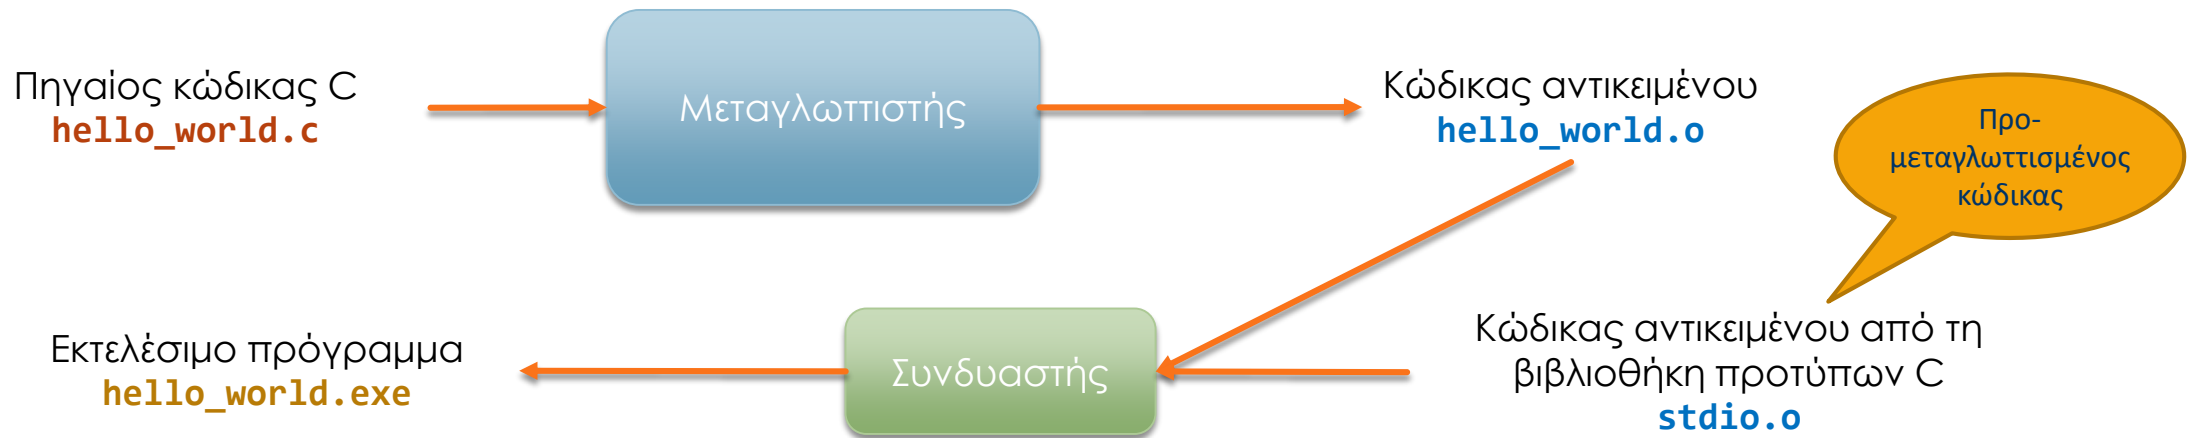 Πηγαίος κώδικας C
hello_world.c
Μεταγλωττιστής
Κώδικας αντικειμένου
hello_world.o
Προ-
μεταγλωττισμένος
κώδικας
Εκτελέσιμο πρόγραμμα
hello_world.exe
Συνδυαστής
Κώδικας αντικειμένου από τη
βιβλιοθήκη προτύπων C
stdio.o